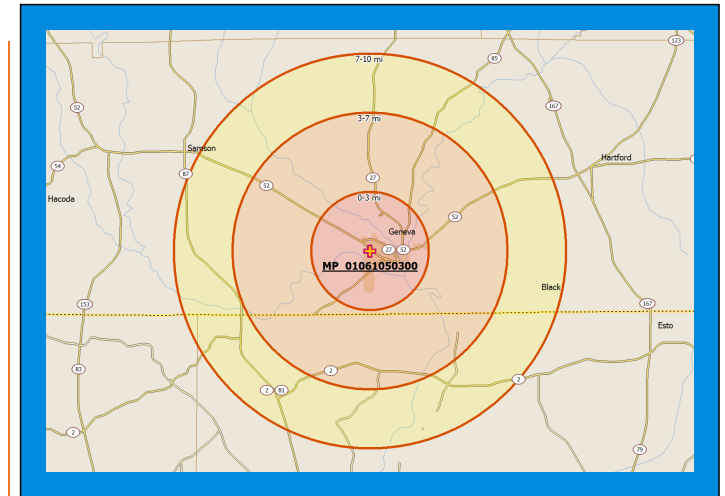 123
7-10 mi
85
52
167
3-7 mi
Samson
Hartford
54
87
27
52
0-3 mi
Hacoda
52
Geneva
27
52
MP 01061050300
Black
153
167
Esto
83
2
2
2
81
2
79